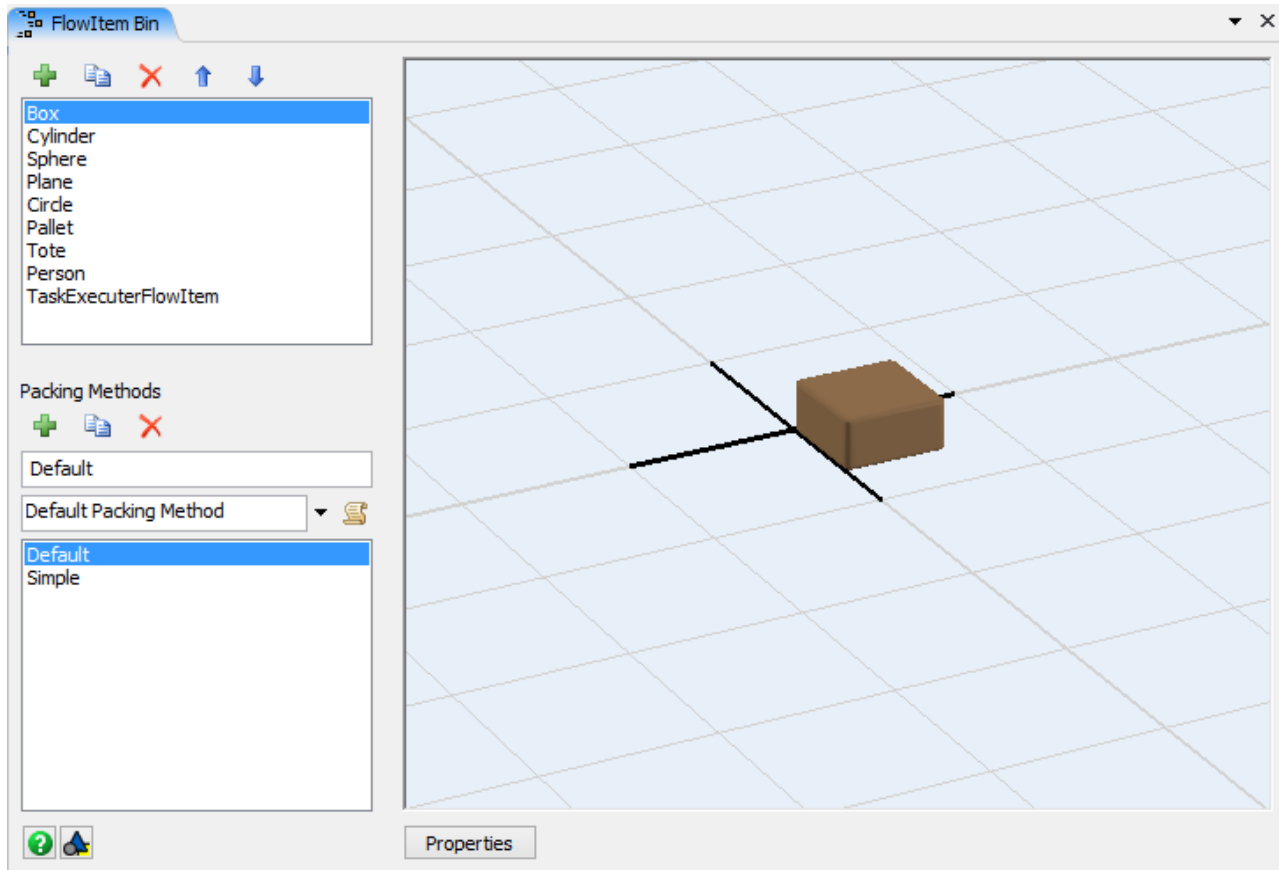 FlowItem Bin
Box
Cylinder
Sphere
Plane
Circle
Pallet
Tote
Person
TaskExecuterFlowItem
Packing Methods
Default
Default Packing Method
Default
Simple
Properties